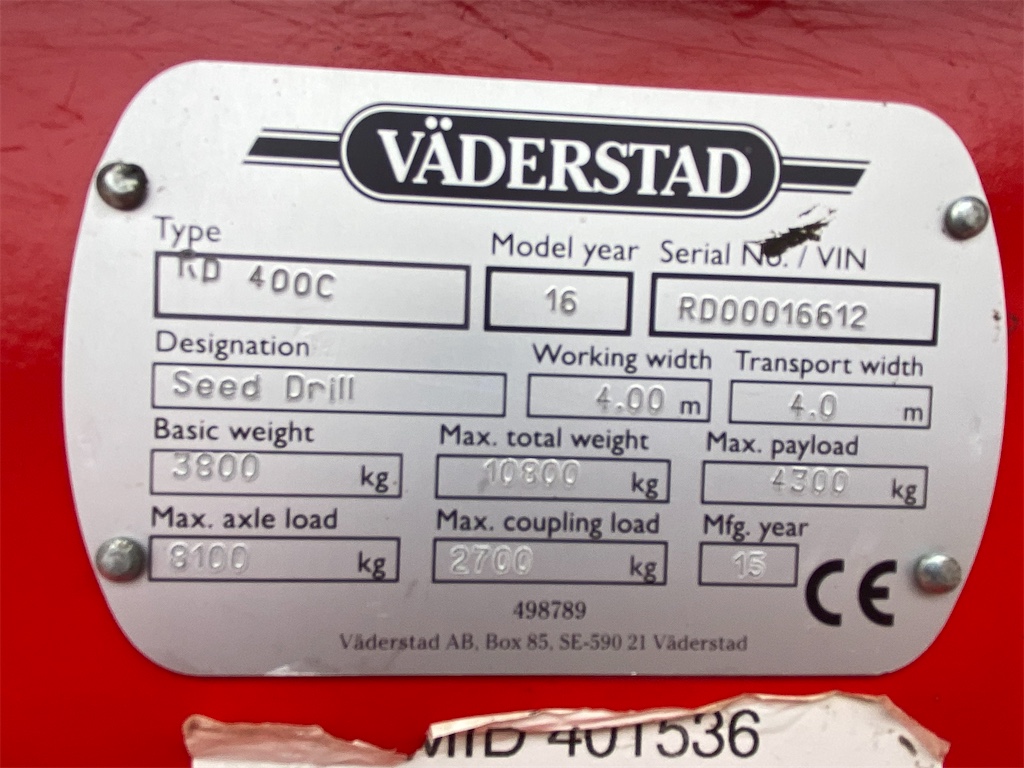 VÄDERSTAD
Type Model year Serial No. / VIN
RD 400C 16 RD00016612
Designation Working width Transport width
Seed Drill 4.00 m 4.0 m
Basic weight Max. total weight Max. payload
3800 kg 10800 kg 4300 kg
Max. axle load Max. coupling load Mfg. year
8100 kg 2700 kg 15
CE
498789
Väderstad AB, Box 85, SE-590 21 Väderstad
401536